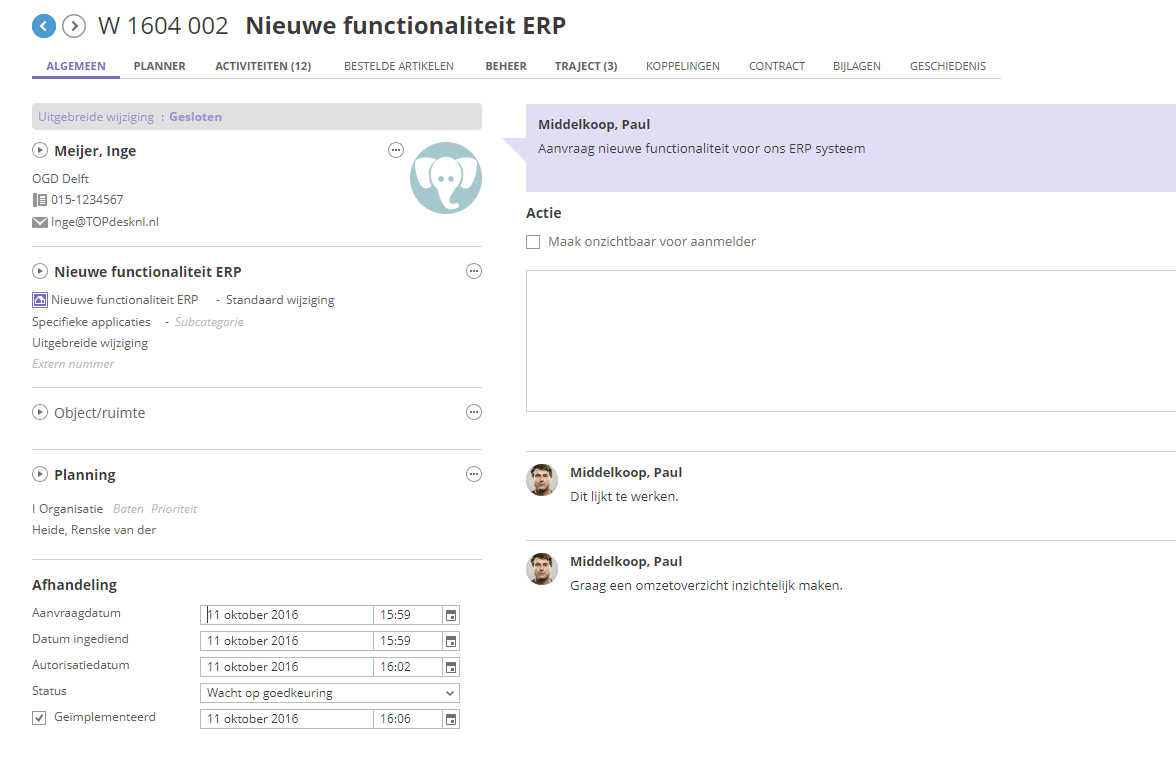 W 1604 002 Nieuwe functionaliteit ERP
ALGEMEEN PLANNER ACTIVITEITEN (12) BESTELDE ARTIKELEN BEHEER TRAJECT (3) KOPPELINGEN CONTRACT BIJLAGEN GESCHIEDENIS
Uitgebreide wijziging : Gesloten
Meijer, Inge
OGD Delft
015-1234567
Inge@TOPdesknl.nl
Nieuwe functionaliteit ERP
Nieuwe functionaliteit ERP - Standaard wijziging
Specifieke applicaties - Subcategorie
Uitgebreide wijziging
Extern nummer
Object/ruimte
Planning
I Organisatie Baten Prioriteit
Heide, Renske van der
Afhandeling
Aanvraagdatum 11 oktober 2016 15:59
Datum ingediend 11 oktober 2016 15:59
Autorisatiedatum 11 oktober 2016 16:02
Status Wacht op goedkeuring
Geïmplementeerd 11 oktober 2016 16:06
Middelkoop, Paul
Aanvraag nieuwe functionaliteit voor ons ERP systeem
Actie
Maak onzichtbaar voor aanmelder
Middelkoop, Paul
Dit lijkt te werken.
Middelkoop, Paul
Graag een omzetoverzicht inzichtelijk maken.